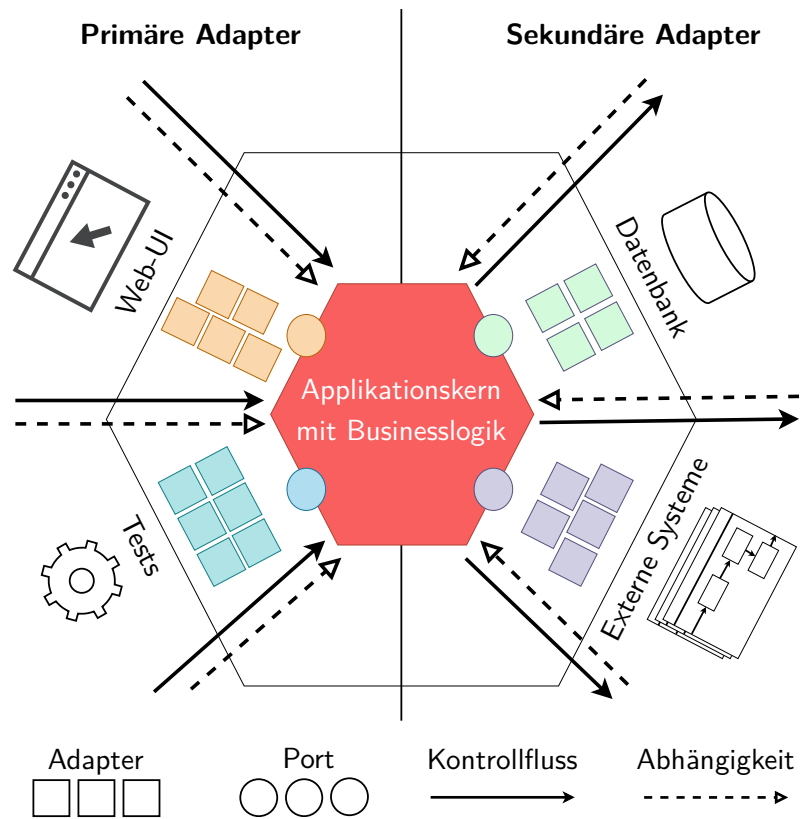 Primäre Adapter
Sekundäre Adapter
Web-UI
Datenbank
Applikationskern
mit Businesslogik
Tests
Externe Systeme
Adapter
Port
Kontrollfluss
Abhängigkeit